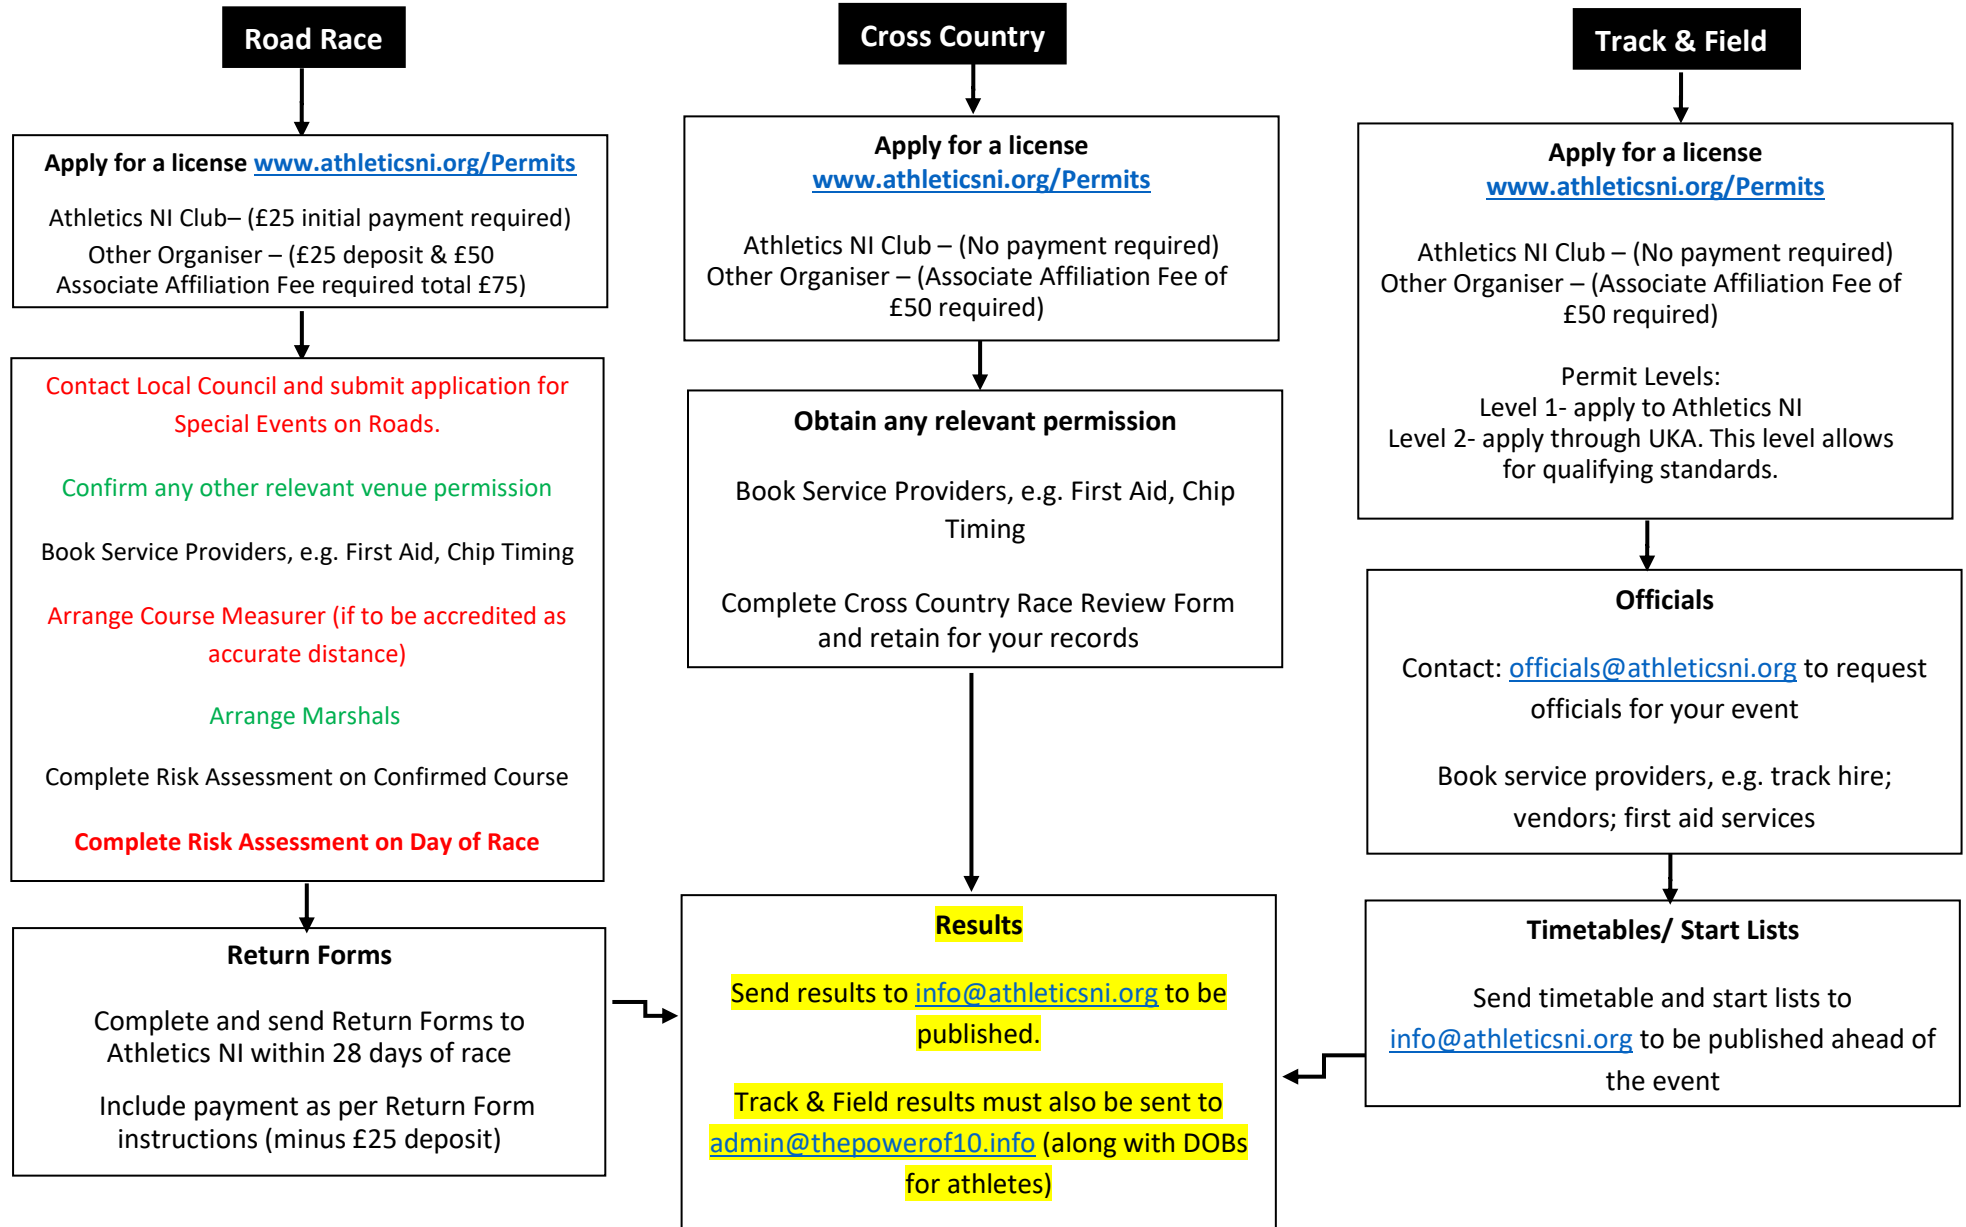 Road Race
Apply for a license www.athleticsni.org/Permits
Athletics NI Club– (£25 initial payment required)
Other Organiser – (£25 deposit & £50
Associate Affiliation Fee required total £75)
Contact Local Council and submit application for
Special Events on Roads.
Confirm any other relevant venue permission
Book Service Providers, e.g. First Aid, Chip Timing
Arrange Course Measurer (if to be accredited as
accurate distance)
Arrange Marshals
Complete Risk Assessment on Confirmed Course
Complete Risk Assessment on Day of Race
Return Forms
Complete and send Return Forms to
Athletics NI within 28 days of race
Include payment as per Return Form
instructions (minus £25 deposit)
Cross Country
Apply for a license
www.athleticsni.org/Permits
Athletics NI Club – (No payment required)
Other Organiser – (Associate Affiliation Fee of
£50 required)
Obtain any relevant permission
Book Service Providers, e.g. First Aid, Chip
Timing
Complete Cross Country Race Review Form
and retain for your records
Results
Send results to info@athleticsni.org to be
published.
Track & Field results must also be sent to
admin@thepowerof10.info (along with DOBs
for athletes)
Track & Field
Apply for a license
www.athleticsni.org/Permits
Athletics NI Club – (No payment required)
Other Organiser – (Associate Affiliation Fee of
£50 required)
Permit Levels:
Level 1- apply to Athletics NI
Level 2- apply through UKA. This level allows
for qualifying standards.
Officials
Contact: officials@athleticsni.org to request
officials for your event
Book service providers, e.g. track hire;
vendors; first aid services
Timetables/ Start Lists
Send timetable and start lists to
info@athleticsni.org to be published ahead of
the event